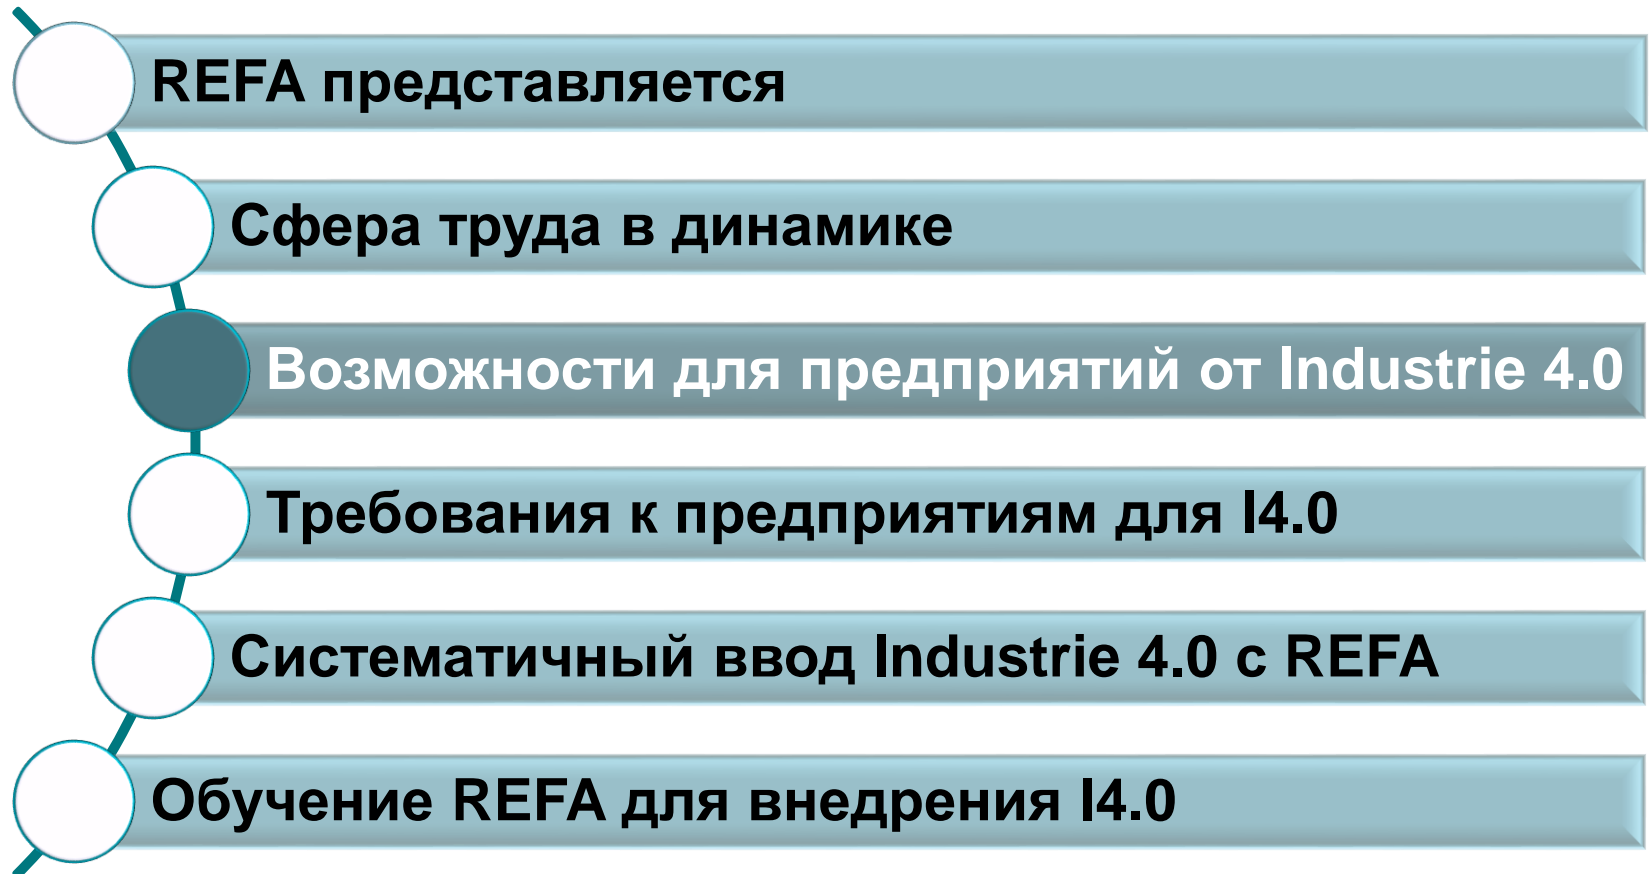 REFA представляется
Сфера труда в динамике
Возможности для предприятий от Industrie 4.0
Требования к предприятиям для I4.0
Систематичный ввод Industrie 4.0 с REFA
Обучение REFA для внедрения I4.0